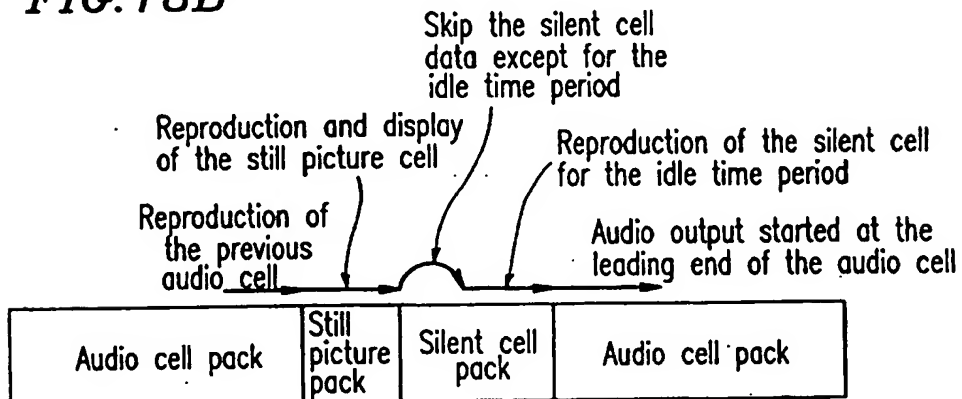 FIG. 78B
Skip the silent cell
data except for the
idle time period
Reproduction and display
of the still picture cell
Reproduction of the silent cell
for the idle time period
Reproduction of
the previous
audio cell
Audio output started at the
leading end of the audio cell
Audio cell pack
Still
picture
pack
Silent cell
pack
Audio cell pack